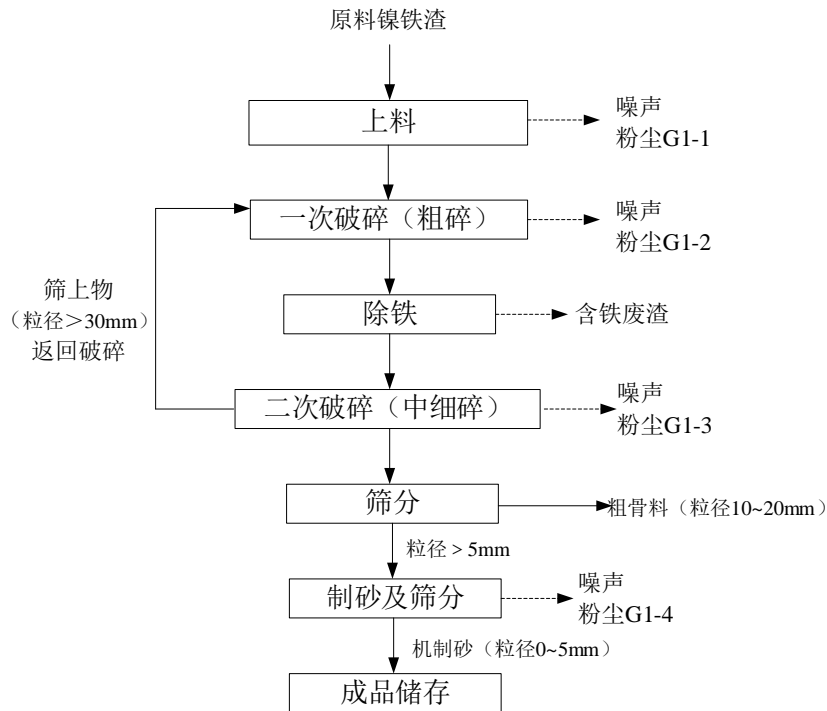 原料镍铁渣
上料
噪声
粉尘G1-1
一次破碎（粗碎）
噪声
粉尘G1-2
筛上物
（粒径＞30mm）
返回破碎
除铁
含铁废渣
二次破碎（中细碎）
噪声
粉尘G1-3
筛分
粗骨料（粒径10~20mm）
粒径﹥5mm
制砂及筛分
噪声
粉尘G1-4
机制砂（粒径0~5mm）
成品储存